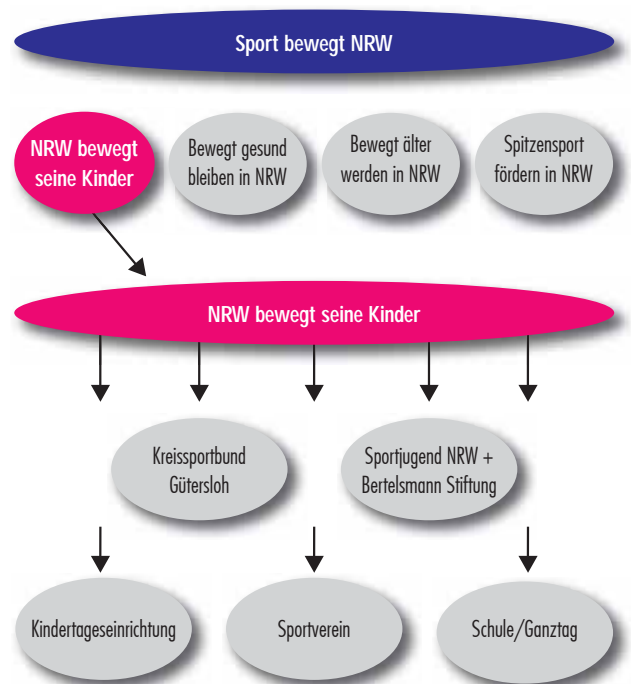 Sport bewegt NRW
NRW bewegt
seine Kinder
Bewegt gesund
bleiben in NRW
Bewegt älter
werden in NRW
Spitzensport
fördern in NRW
NRW bewegt seine Kinder
Kreissportbund
Gütersloh
Sportjugend NRW +
Bertelsmann Stiftung
Kindertageseinrichtung
Sportverein
Schule/Ganztag